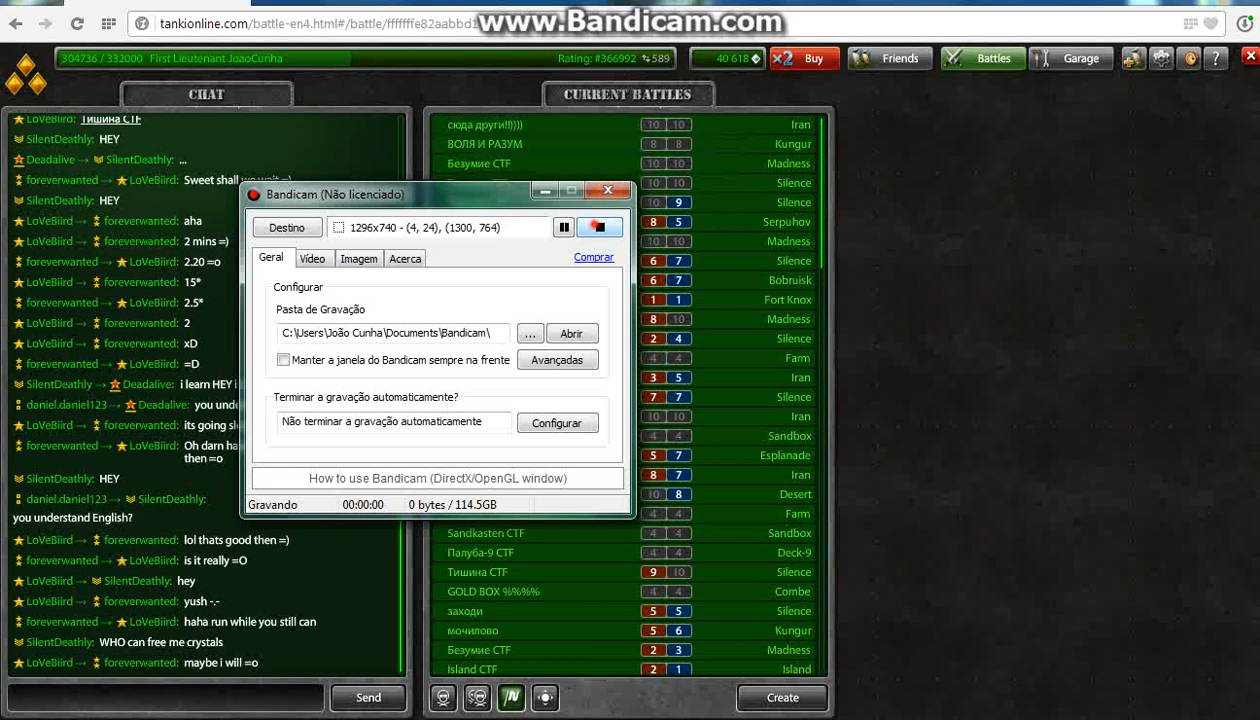 www.Bandicam.com
tankionline.com/battle-en4.html#/battle/fffffffe82aabbd1
304736 / 332000 First Lieutenant JoaoCunha
Rating: #366992 589
40 618
×2 Buy
Friends
Battles
Garage
?
CHAT
LoVeBiird: Тишина CTF
SilentDeathly: HEY
Deadalive → SilentDeathly: ...
foreverwanted → LoVeBiird: Sweet shall we wait =)
SilentDeathly: HEY
LoVeBiird → foreverwanted: aha
LoVeBiird → foreverwanted: 2 mins =)
foreverwanted → LoVeBiird: 2.20 =o
LoVeBiird → foreverwanted: 15*
foreverwanted → LoVeBiird: 2.5*
LoVeBiird → foreverwanted: 2
LoVeBiird → foreverwanted: xD
foreverwanted → LoVeBiird: =D
SilentDeathly → Deadalive: i learn HEY i
daniel.daniel123 → Deadalive: you unde
LoVeBiird → foreverwanted: its going sl
foreverwanted → LoVeBiird: Oh darn ha
then =o
SilentDeathly: HEY
daniel.daniel123 → SilentDeathly:
you understand English?
LoVeBiird → foreverwanted: lol thats good then =)
foreverwanted → LoVeBiird: is it really =O
LoVeBiird → SilentDeathly: hey
LoVeBiird → foreverwanted: yush -.-
foreverwanted → LoVeBiird: haha run while you still can
SilentDeathly: WHO can free me crystals
LoVeBiird → foreverwanted: maybe i will =o
Send
Bandicam (Não licenciado)
Destino
1296x740 - (4, 24), (1300, 764)
Geral
Vídeo
Imagem
Acerca
Comprar
Configurar
Pasta de Gravação
C:\Users\João Cunha\Documents\Bandicam\
...
Abrir
Manter a janela do Bandicam sempre na frente
Avançadas
Terminar a gravação automaticamente?
Não terminar a gravação automaticamente
Configurar
How to use Bandicam (DirectX/OpenGL window)
Gravando
00:00:00
0 bytes / 114.5GB
CURRENT BATTLES
сюда други!!)))) 10 10 Iran
ВОЛЯ И РАЗУМ 8 8 Kungur
Безумие CTF 10 10 Madness
10 10 Silence
9 Silence
8 5 Serpuhov
10 10 Madness
6 7 Silence
6 7 Bobruisk
1 1 Fort Knox
8 10 Madness
2 4 Silence
4 4 Farm
3 5 Iran
7 7 Silence
10 10 Iran
4 4 Sandbox
5 7 Esplanade
8 7 Iran
10 8 Desert
4 4 Farm
Sandkasten CTF 4 4 Sandbox
Палуба-9 CTF 4 4 Deck-9
Тишина CTF 9 10 Silence
GOLD BOX %%%% 4 4 Combe
заходи 5 5 Silence
мочилово 5 6 Kungur
Безумие CTF 2 3 Madness
Island CTF 2 1 Island
Create